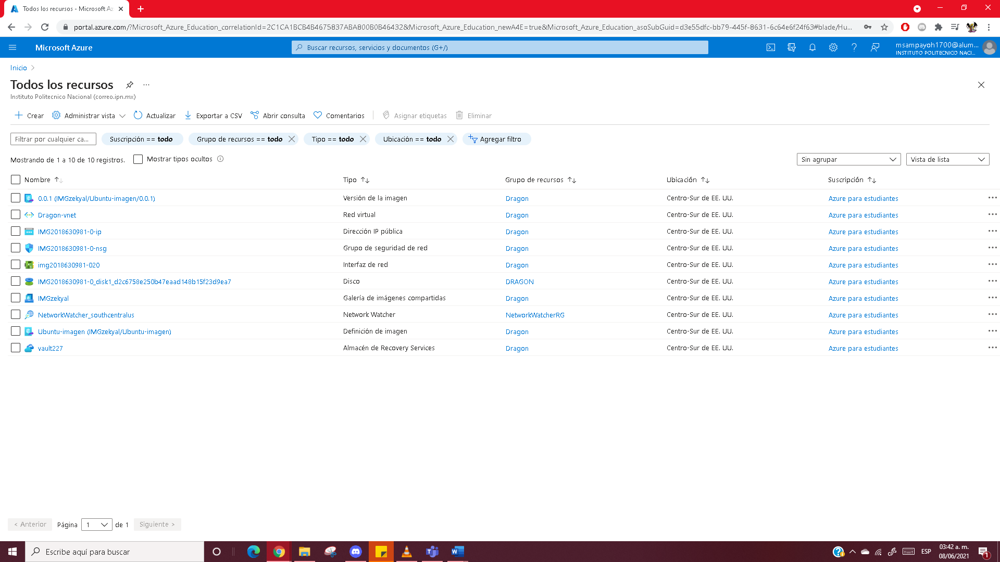 Todos los recursos - Microsoft Az
portal.azure.com/?Microsoft_Azure_Education_correlationId=2C1CA1BCB4B4675837ABA800B0B46432&Microsoft_Azure_Education_newA4E=true&Microsoft_Azure_Education_asoSubGuid=d3e55dfc-bb79-445f-8631-6c64e6f24f63#blade/Hu...
Microsoft Azure
Buscar recursos, servicios y documentos (G+/)
msampayoh1700@alum...
INSTITUTO POLITECNICO NACI...
Inicio
Todos los recursos
Instituto Politecnico Nacional (correo.ipn.mx)
Crear Administrar vista Actualizar Exportar a CSV Abrir consulta Comentarios Asignar etiquetas Eliminar
Filtrar por cualquier ca... Suscripción == todo Grupo de recursos == todo Tipo == todo Ubicación == todo Agregar filtro
Mostrando de 1 a 10 de 10 registros. Mostrar tipos ocultos Sin agrupar Vista de lista
Nombre Tipo Grupo de recursos Ubicación Suscripción
0.0.1 (IMGzekyal/Ubuntu-imagen/0.0.1) Versión de la imagen Dragon Centro-Sur de EE. UU. Azure para estudiantes
Dragon-vnet Red virtual Dragon Centro-Sur de EE. UU. Azure para estudiantes
IMG2018630981-0-ip Dirección IP pública Dragon Centro-Sur de EE. UU. Azure para estudiantes
IMG2018630981-0-nsg Grupo de seguridad de red Dragon Centro-Sur de EE. UU. Azure para estudiantes
img2018630981-020 Interfaz de red Dragon Centro-Sur de EE. UU. Azure para estudiantes
IMG2018630981-0_disk1_d2c6758e250b47eaad148b15f23d9ea7 Disco DRAGON Centro-Sur de EE. UU. Azure para estudiantes
IMGzekyal Galería de imágenes compartidas Dragon Centro-Sur de EE. UU. Azure para estudiantes
NetworkWatcher_southcentralus Network Watcher NetworkWatcherRG Centro-Sur de EE. UU. Azure para estudiantes
Ubuntu-imagen (IMGzekyal/Ubuntu-imagen) Definición de imagen Dragon Centro-Sur de EE. UU. Azure para estudiantes
vault227 Almacén de Recovery Services Dragon Centro-Sur de EE. UU. Azure para estudiantes
< Anterior Página 1 de 1 Siguiente >
Escribe aquí para buscar
ESP
03:42 a. m.
08/06/2021
1